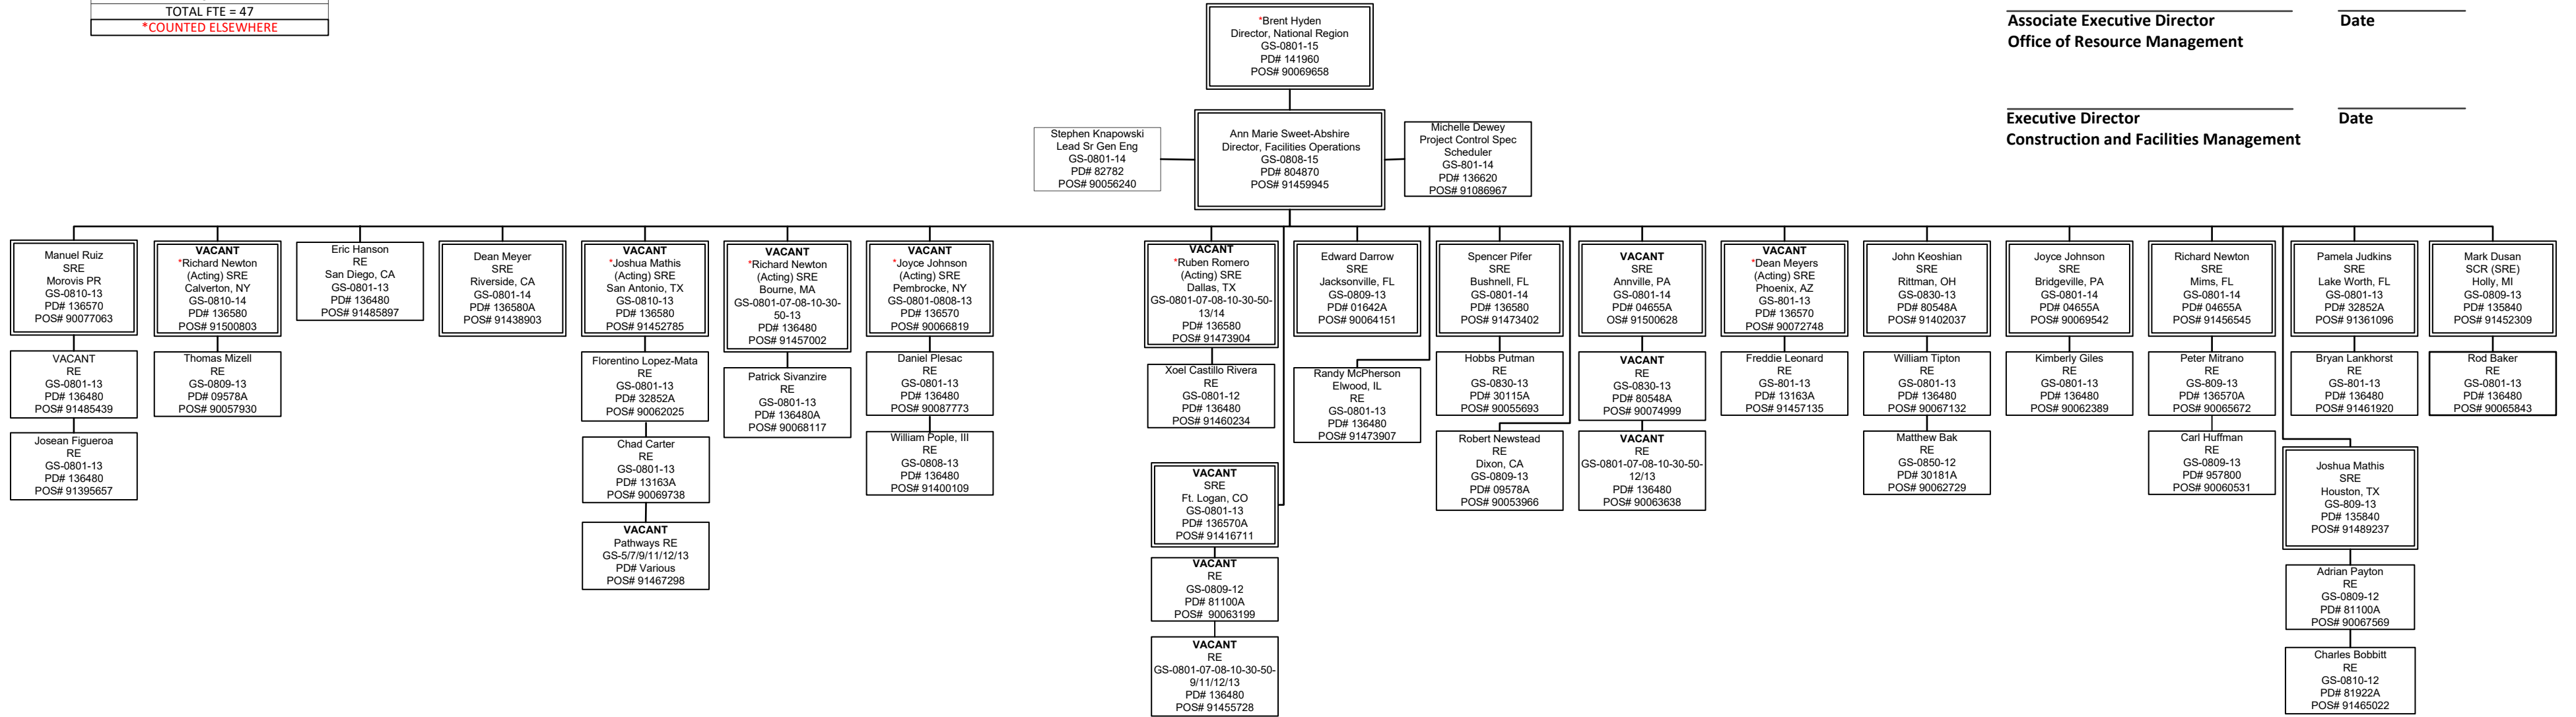 TOTAL FTE = 47
*COUNTED ELSEWHERE
Associate Executive Director
Office of Resource Management
Date
Executive Director
Construction and Facilities Management
Date
*Brent Hyden
Director, National Region
GS-0801-15
PD# 141960
POS# 90069658
Stephen Knapowski
Lead Sr Gen Eng
GS-0801-14
PD# 82782
POS# 90056240
Ann Marie Sweet-Abshire
Director, Facilities Operations
GS-0808-15
PD# 804870
POS# 91459945
Michelle Dewey
Project Control Spec
Scheduler
GS-801-14
PD# 136620
POS# 91086967
Manuel Ruiz
SRE
Morovis PR
GS-0810-13
PD# 136570
POS# 90077063
VACANT
RE
GS-0801-13
PD# 136480
POS# 91485439
Josean Figueroa
RE
GS-0801-13
PD# 136480
POS# 91395657
VACANT
*Richard Newton
(Acting) SRE
Calverton, NY
GS-0810-14
PD# 136580
POS# 91500803
Thomas Mizell
RE
GS-0809-13
PD# 09578A
POS# 90057930
Eric Hanson
RE
San Diego, CA
GS-0801-13
PD# 136480
POS# 91485897
Dean Meyer
SRE
Riverside, CA
GS-0801-14
PD# 136580A
POS# 91438903
VACANT
*Joshua Mathis
(Acting) SRE
San Antonio, TX
GS-0810-13
PD# 136580
POS# 91452785
Florentino Lopez-Mata
RE
GS-0801-13
PD# 32852A
POS# 90062025
Chad Carter
RE
GS-0801-13
PD# 13163A
POS# 90069738
VACANT
Pathways RE
GS-5/7/9/11/12/13
PD# Various
POS# 91467298
VACANT
*Richard Newton
(Acting) SRE
Bourne, MA
GS-0801-07-08-10-30-
50-13
PD# 136480
POS# 91457002
Patrick Sivanzire
RE
GS-0801-13
PD# 136480A
POS# 90068117
VACANT
*Joyce Johnson
(Acting) SRE
Pembrocke, NY
GS-0801-0808-13
PD# 136570
POS# 90066819
Daniel Plesac
RE
GS-0801-13
PD# 136480
POS# 90087773
William Pople, III
RE
GS-0808-13
PD# 136480
POS# 91400109
VACANT
*Ruben Romero
(Acting) SRE
Dallas, TX
GS-0801-07-08-10-30-50-
13/14
PD# 136580
POS# 91473904
Xoel Castillo Rivera
RE
GS-0801-12
PD# 136480
POS# 91460234
VACANT
SRE
Ft. Logan, CO
GS-0801-13
PD# 136570A
POS# 91416711
VACANT
RE
GS-0809-12
PD# 81100A
POS# 90063199
VACANT
RE
GS-0801-07-08-10-30-50-
9/11/12/13
PD# 136480
POS# 91455728
Edward Darrow
SRE
Jacksonville, FL
GS-0809-13
PD# 01642A
POS# 90064151
Randy McPherson
Elwood, IL
RE
GS-0801-13
PD# 136480
POS# 91473907
Spencer Pifer
SRE
Bushnell, FL
GS-0801-14
PD# 136580
POS# 91473402
Hobbs Putman
RE
GS-0830-13
PD# 30115A
POS# 90055693
Robert Newstead
RE
Dixon, CA
GS-0809-13
PD# 09578A
POS# 90053966
VACANT
SRE
Annville, PA
GS-0801-14
PD# 04655A
OS# 91500628
VACANT
RE
GS-0830-13
PD# 80548A
POS# 90074999
VACANT
RE
GS-0801-07-08-10-30-50-
12/13
PD# 136480
POS# 90063638
VACANT
*Dean Meyers
(Acting) SRE
Phoenix, AZ
GS-801-13
PD# 136570
POS# 90072748
Freddie Leonard
RE
GS-801-13
PD# 13163A
POS# 91457135
John Keoshian
SRE
Rittman, OH
GS-0830-13
PD# 80548A
POS# 91402037
William Tipton
RE
GS-0801-13
PD# 136480
POS# 90067132
Matthew Bak
RE
GS-0850-12
PD# 30181A
POS# 90062729
Joyce Johnson
SRE
Bridgeville, PA
GS-0801-14
PD# 04655A
POS# 90069542
Kimberly Giles
RE
GS-0801-13
PD# 136480
POS# 90062389
Richard Newton
SRE
Mims, FL
GS-0801-14
PD# 04655A
POS# 91456545
Peter Mitrano
RE
GS-809-13
PD# 136570A
POS# 90065672
Carl Huffman
RE
GS-0809-13
PD# 957800
POS# 90060531
Pamela Judkins
SRE
Lake Worth, FL
GS-0801-13
PD# 32852A
POS# 91361096
Bryan Lankhorst
RE
GS-801-13
PD# 136480
POS# 91461920
Joshua Mathis
SRE
Houston, TX
GS-809-13
PD# 135840
POS# 91489237
Adrian Payton
RE
GS-0809-12
PD# 81100A
POS# 90067569
Charles Bobbitt
RE
GS-0810-12
PD# 81922A
POS# 91465022
Mark Dusan
SCR (SRE)
Holly, MI
GS-0809-13
PD# 135840
POS# 91452309
Rod Baker
RE
GS-0801-13
PD# 136480
POS# 90065843